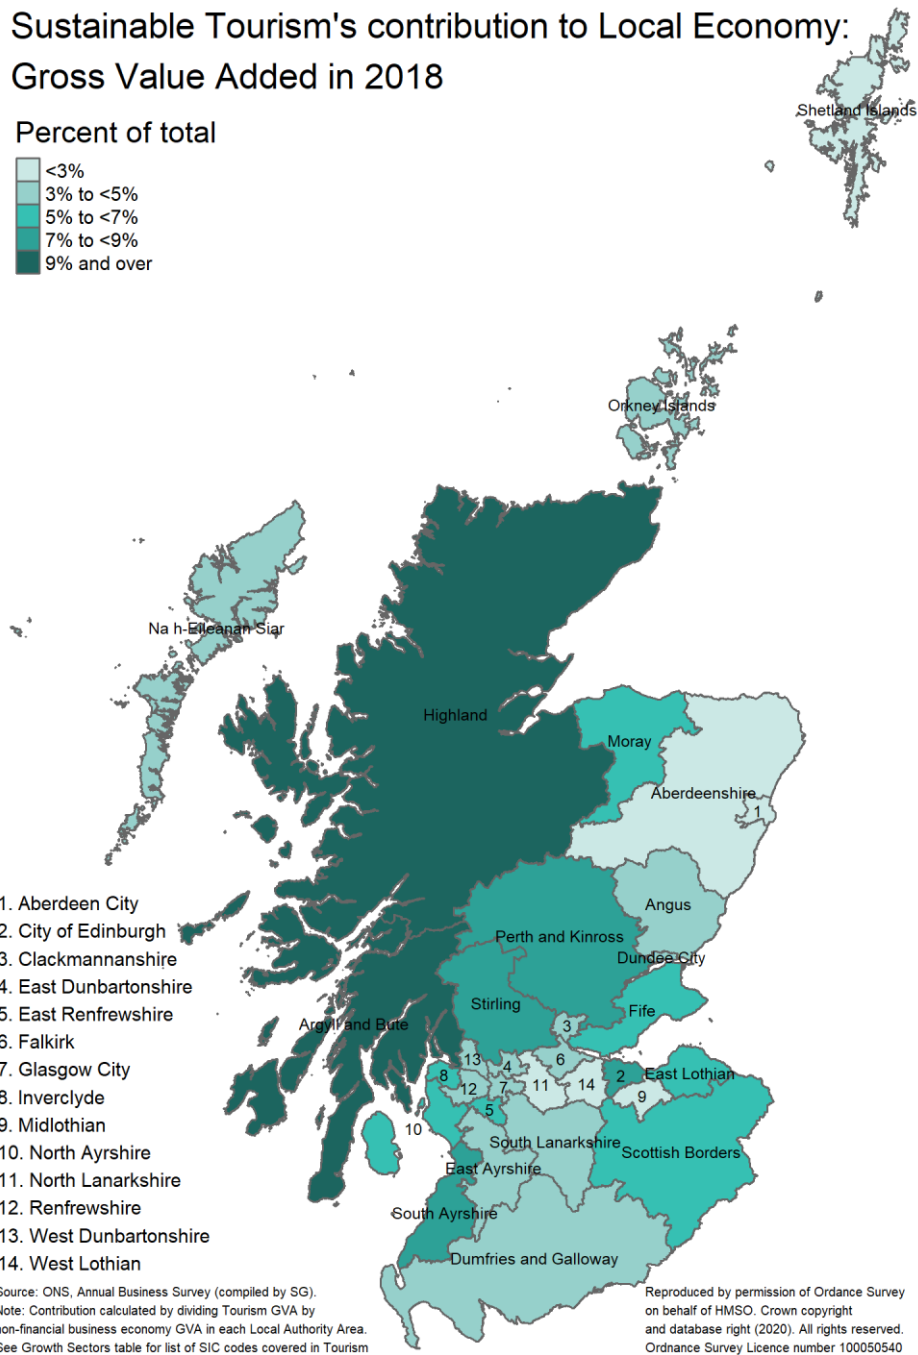 Sustainable Tourism's contribution to Local Economy:
Gross Value Added in 2018
Percent of total
<3%
3% to <5%
5% to <7%
7% to <9%
9% and over
Shetland Islands
Orkney Islands
Na h-Eileanan Siar
Highland
Moray
Aberdeenshire
1
Angus
Perth and Kinross
Dundee City
Stirling
Fife
Argyll and Bute
3
13
4
6
8
12
7
11
14
2
East Lothian
9
5
10
South Lanarkshire
Scottish Borders
East Ayrshire
South Ayrshire
Dumfries and Galloway
1. Aberdeen City
2. City of Edinburgh
3. Clackmannanshire
4. East Dunbartonshire
5. East Renfrewshire
6. Falkirk
7. Glasgow City
8. Inverclyde
9. Midlothian
10. North Ayrshire
11. North Lanarkshire
12. Renfrewshire
13. West Dunbartonshire
14. West Lothian
Source: ONS, Annual Business Survey (compiled by SG).
Note: Contribution calculated by dividing Tourism GVA by
non-financial business economy GVA in each Local Authority Area.
See Growth Sectors table for list of SIC codes covered in Tourism
Reproduced by permission of Ordance Survey
on behalf of HMSO. Crown copyright
and database right (2020). All rights reserved.
Ordnance Survey Licence number 100050540